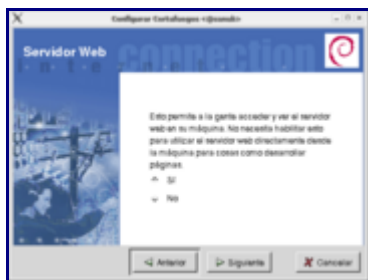 Configurar Cortafuegos
Servidor Web
connection
Internet
Esto permite a la gente acceder y ver el servidor
web en su máquina. No necesita habilitar esto
para utilizar el servidor web directamente desde
la máquina para cosas como desarrollar
páginas.
Sí
No
Anterior
Siguiente
Cancelar